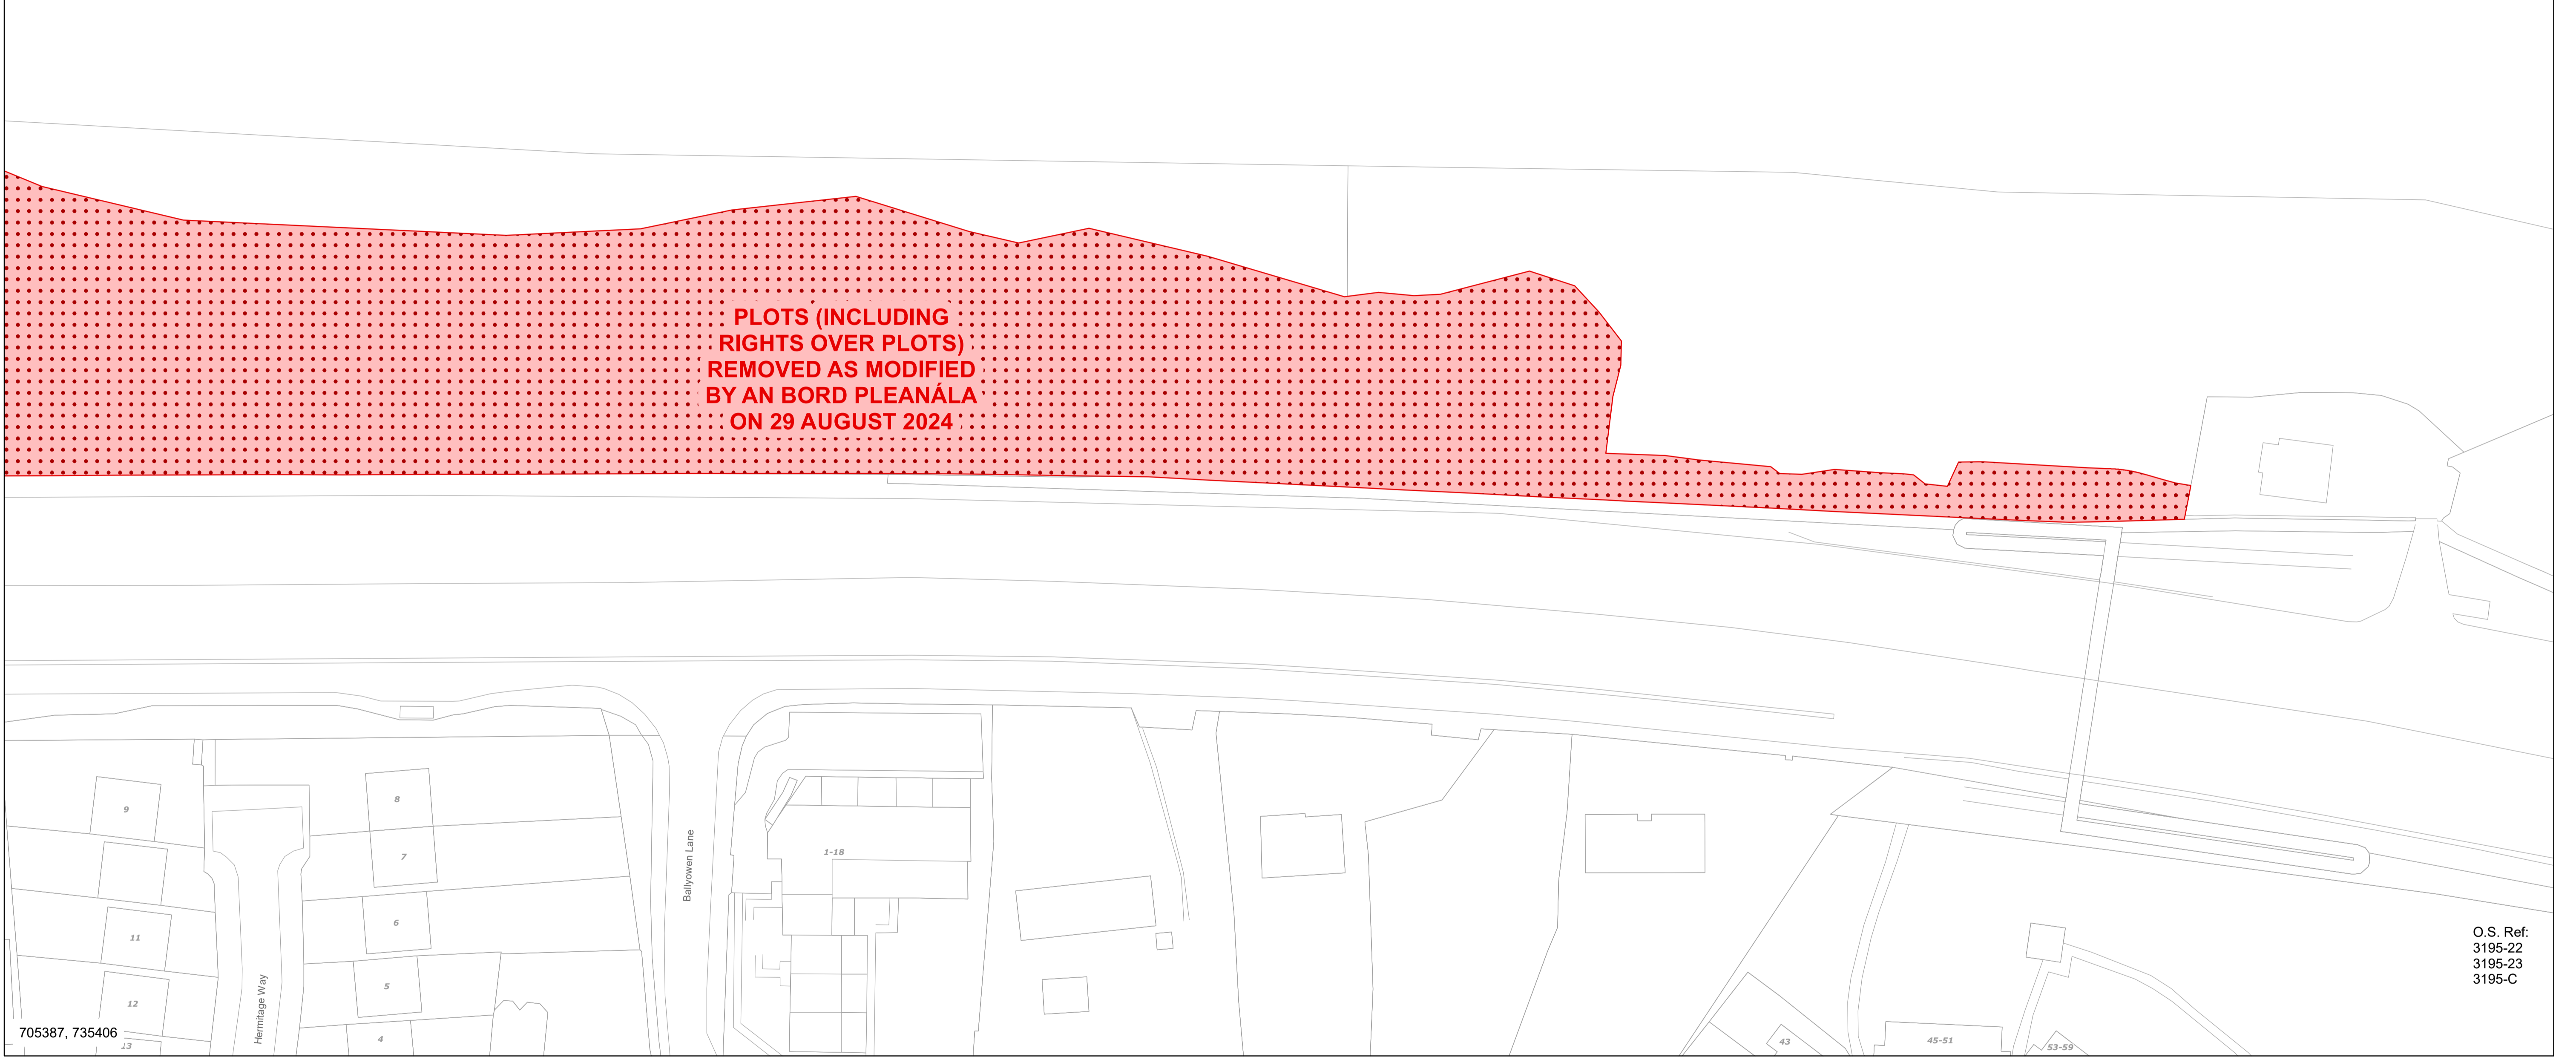 PLOTS (INCLUDING
RIGHTS OVER PLOTS)
REMOVED AS MODIFIED
BY AN BORD PLEANÁLA
ON 29 AUGUST 2024
9
8
7
1-18
Ballyowen Lane
6
11
5
12
Hermitage Way
4
13
43
45-51
53-59
O.S. Ref:
3195-22
3195-23
3195-C
705387, 735406